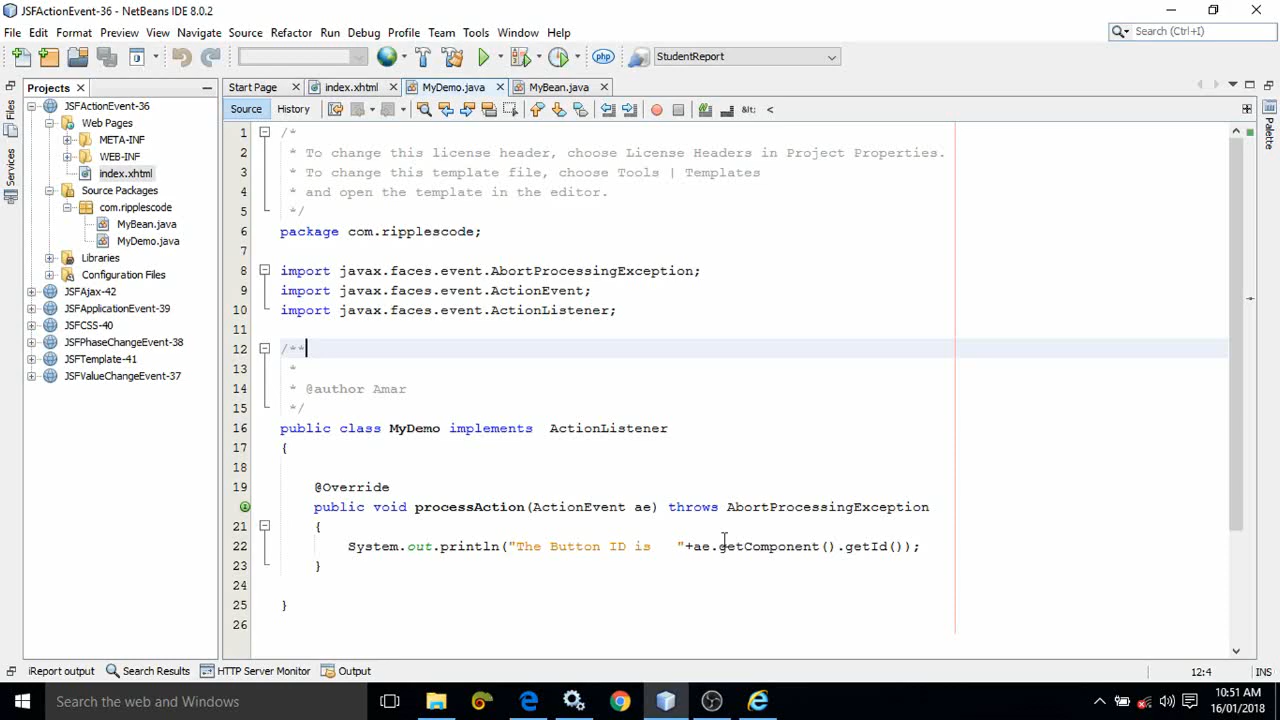 JSFActionEvent-36 - NetBeans IDE 8.0.2
File Edit Format Preview View Navigate Source Refactor Run Debug Profile Team Tools Window Help
Search (Ctrl+I)
php
StudentReport
Projects
Start Page
index.xhtml
MyDemo.java
MyBean.java
Files
Services
Palette
Source
History
&lt;
<
JSFActionEvent-36
Web Pages
META-INF
WEB-INF
index.xhtml
Source Packages
com.ripplescode
MyBean.java
MyDemo.java
Libraries
Configuration Files
JSFAjax-42
JSFApplicationEvent-39
JSFCSS-40
JSFPhaseChangeEvent-38
JSFTemplate-41
JSFValueChangeEvent-37
1 /*
2 * To change this license header, choose License Headers in Project Properties.
3 * To change this template file, choose Tools | Templates
4 * and open the template in the editor.
5 */
6 package com.ripplescode;
7
8 import javax.faces.event.AbortProcessingException;
9 import javax.faces.event.ActionEvent;
10 import javax.faces.event.ActionListener;
11
12 /**
13 *
14 * @author Amar
15 */
16 public class MyDemo implements  ActionListener
17 {
18
19 @Override
public void processAction(ActionEvent ae) throws AbortProcessingException
21 {
22 System.out.println("The Button ID is   "+ae.getComponent().getId());
23 }
24
25 }
26
iReport output
Search Results
HTTP Server Monitor
Output
12:4
INS
Search the web and Windows
10:51 AM
16/01/2018